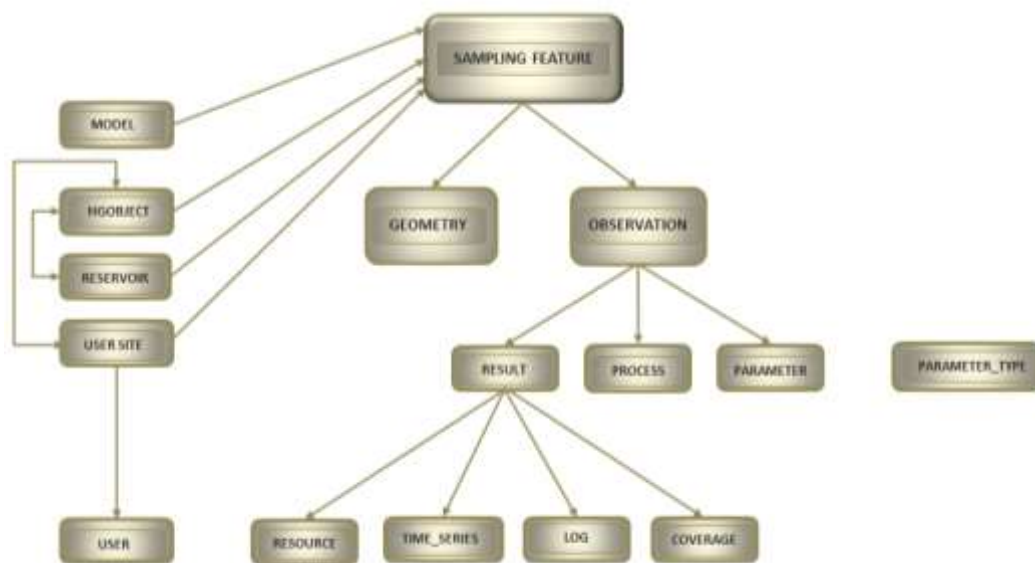 SAMPLING FEATURE
MODEL
HGOBJECT
GEOMETRY
OBSERVATION
RESERVOIR
USER SITE
RESULT
PROCESS
PARAMETER
PARAMETER_TYPE
USER
RESOURCE
TIME_SERIES
LOG
COVERAGE